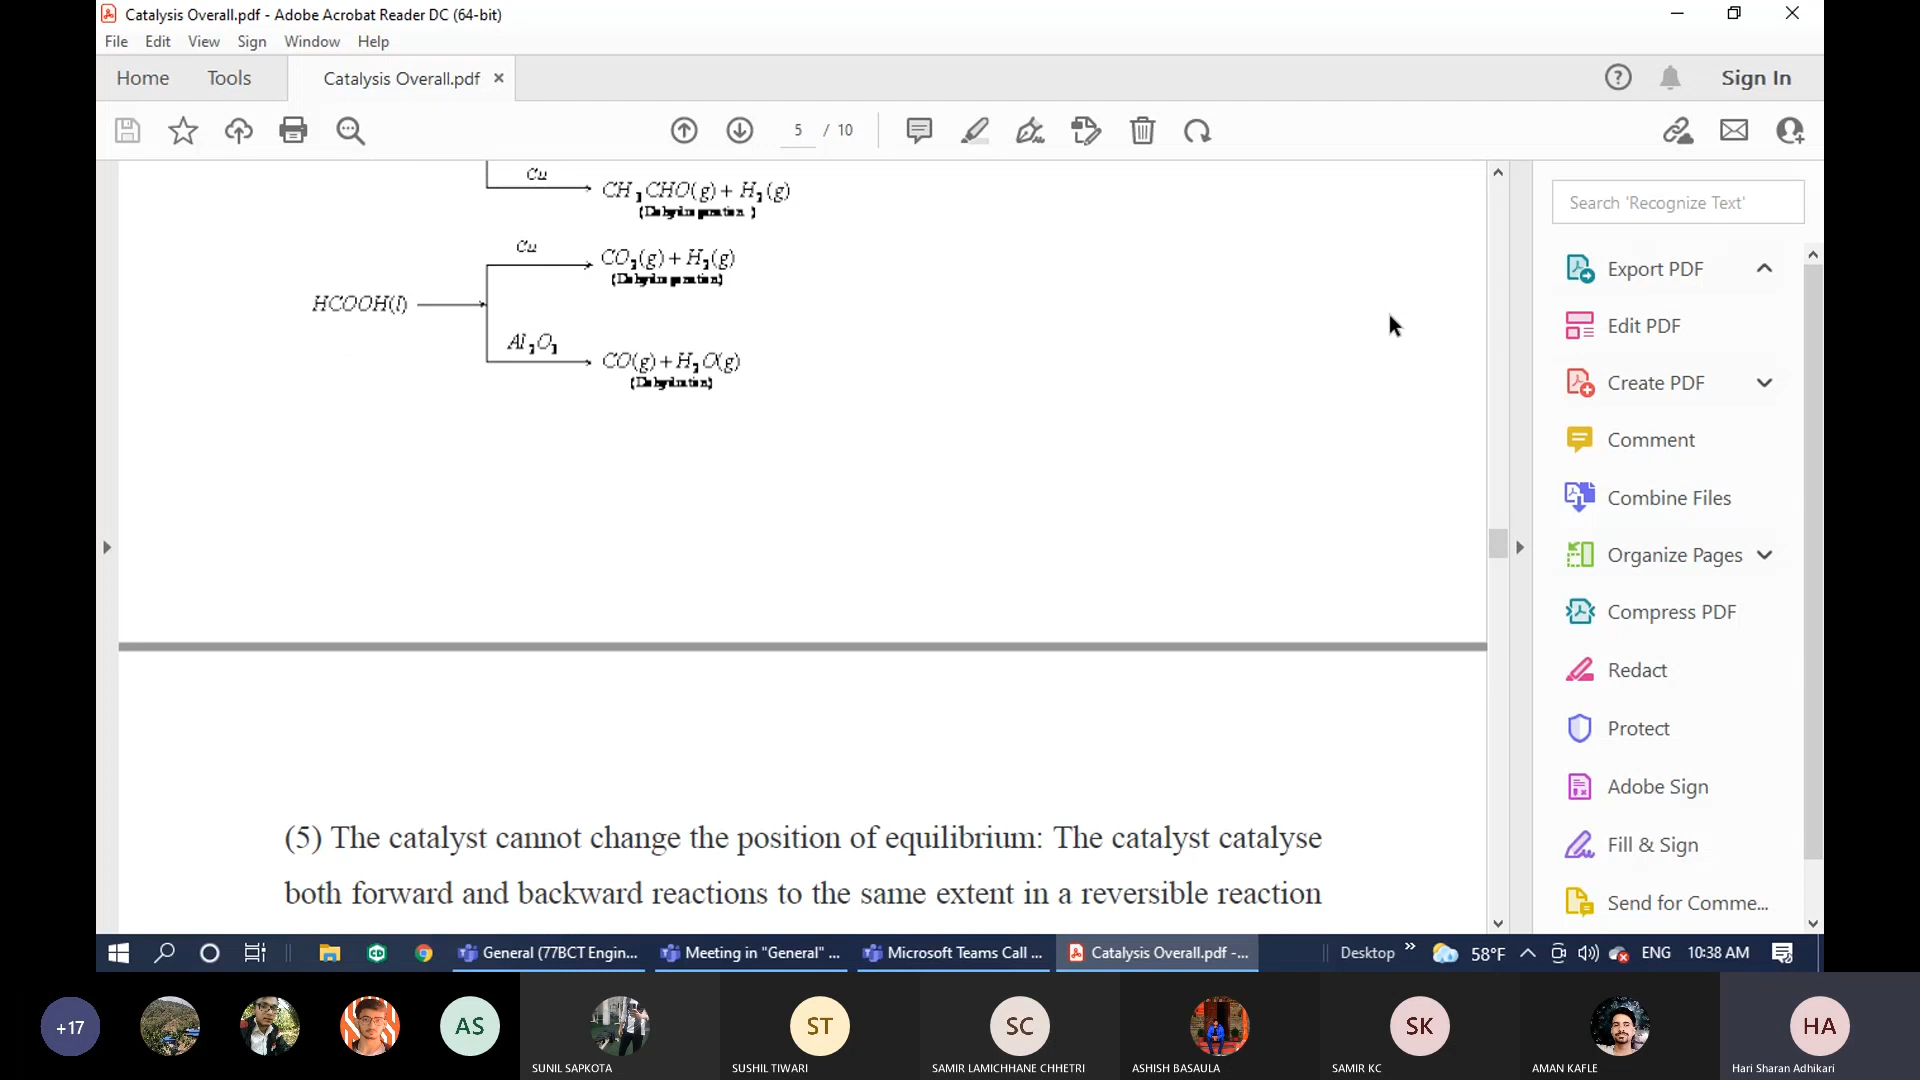 Catalysis Overall.pdf - Adobe Acrobat Reader DC (64-bit)
File Edit View Sign Window Help
Home Tools Catalysis Overall.pdf × Sign In
5 / 10
Cu
CH₃CHO(g) + H₂(g)
(Dehydrogenation)
Cu
CO₂(g) + H₂(g)
(Dehydrogenation)
HCOOH(l)
Al₂O₃
CO(g) + H₂O(g)
(Dehydration)
(5) The catalyst cannot change the position of equilibrium: The catalyst catalyse
both forward and backward reactions to the same extent in a reversible reaction
Search 'Recognize Text'
Export PDF
Edit PDF
Create PDF
Comment
Combine Files
Organize Pages
Compress PDF
Redact
Protect
Adobe Sign
Fill & Sign
Send for Comme...
General (77BCT Engin... Meeting in "General" ... Microsoft Teams Call ... Catalysis Overall.pdf -... Desktop 58°F ENG 10:38 AM
+17 AS ST SC SK HA
SUNIL SAPKOTA SUSHIL TIWARI SAMIR LAMICHHANE CHHETRI ASHISH BASAULA SAMIR KC AMAN KAFLE Hari Sharan Adhikari